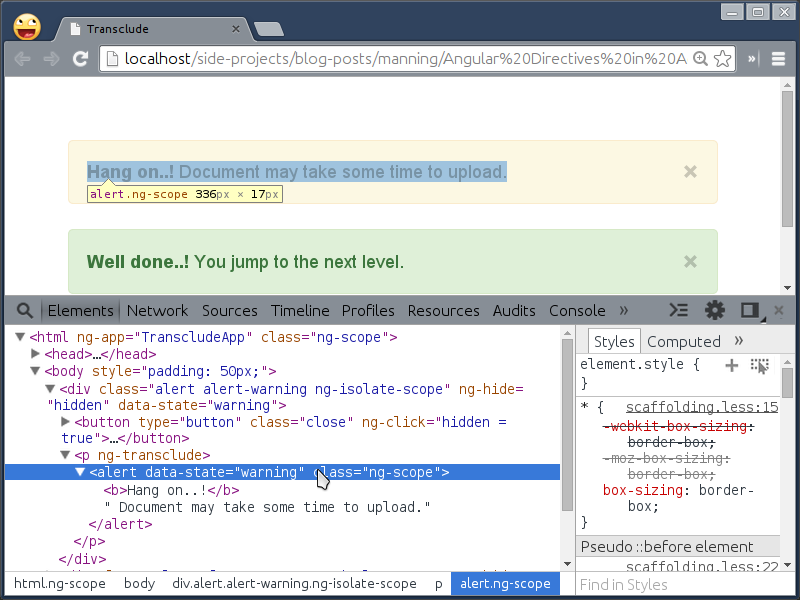 Transclude
localhost/side-projects/blog-posts/manning/Angular%20Directives%20in%20A
Hang on..! Document may take some time to upload. ×
alert.ng-scope 336px × 17px
Well done..! You jump to the next level. ×
Elements Network Sources Timeline Profiles Resources Audits Console »
<html ng-app="TranscludeApp" class="ng-scope">
<head>…</head>
<body style="padding: 50px;">
<div class="alert alert-warning ng-isolate-scope" ng-hide=
"hidden" data-state="warning">
<button type="button" class="close" ng-click="hidden =
true">…</button>
<p ng-transclude>
<alert data-state="warning" class="ng-scope">
<b>Hang on..!</b>
" Document may take some time to upload."
</alert>
</p>
</div>
html.ng-scope body div.alert.alert-warning.ng-isolate-scope p alert.ng-scope
Styles Computed »
element.style {
}
* { scaffolding.less:15
-webkit-box-sizing:
border-box;
-moz-box-sizing:
border-box;
box-sizing: border-
box;
}
Pseudo ::before element
scaffolding.less:22
Find in Styles